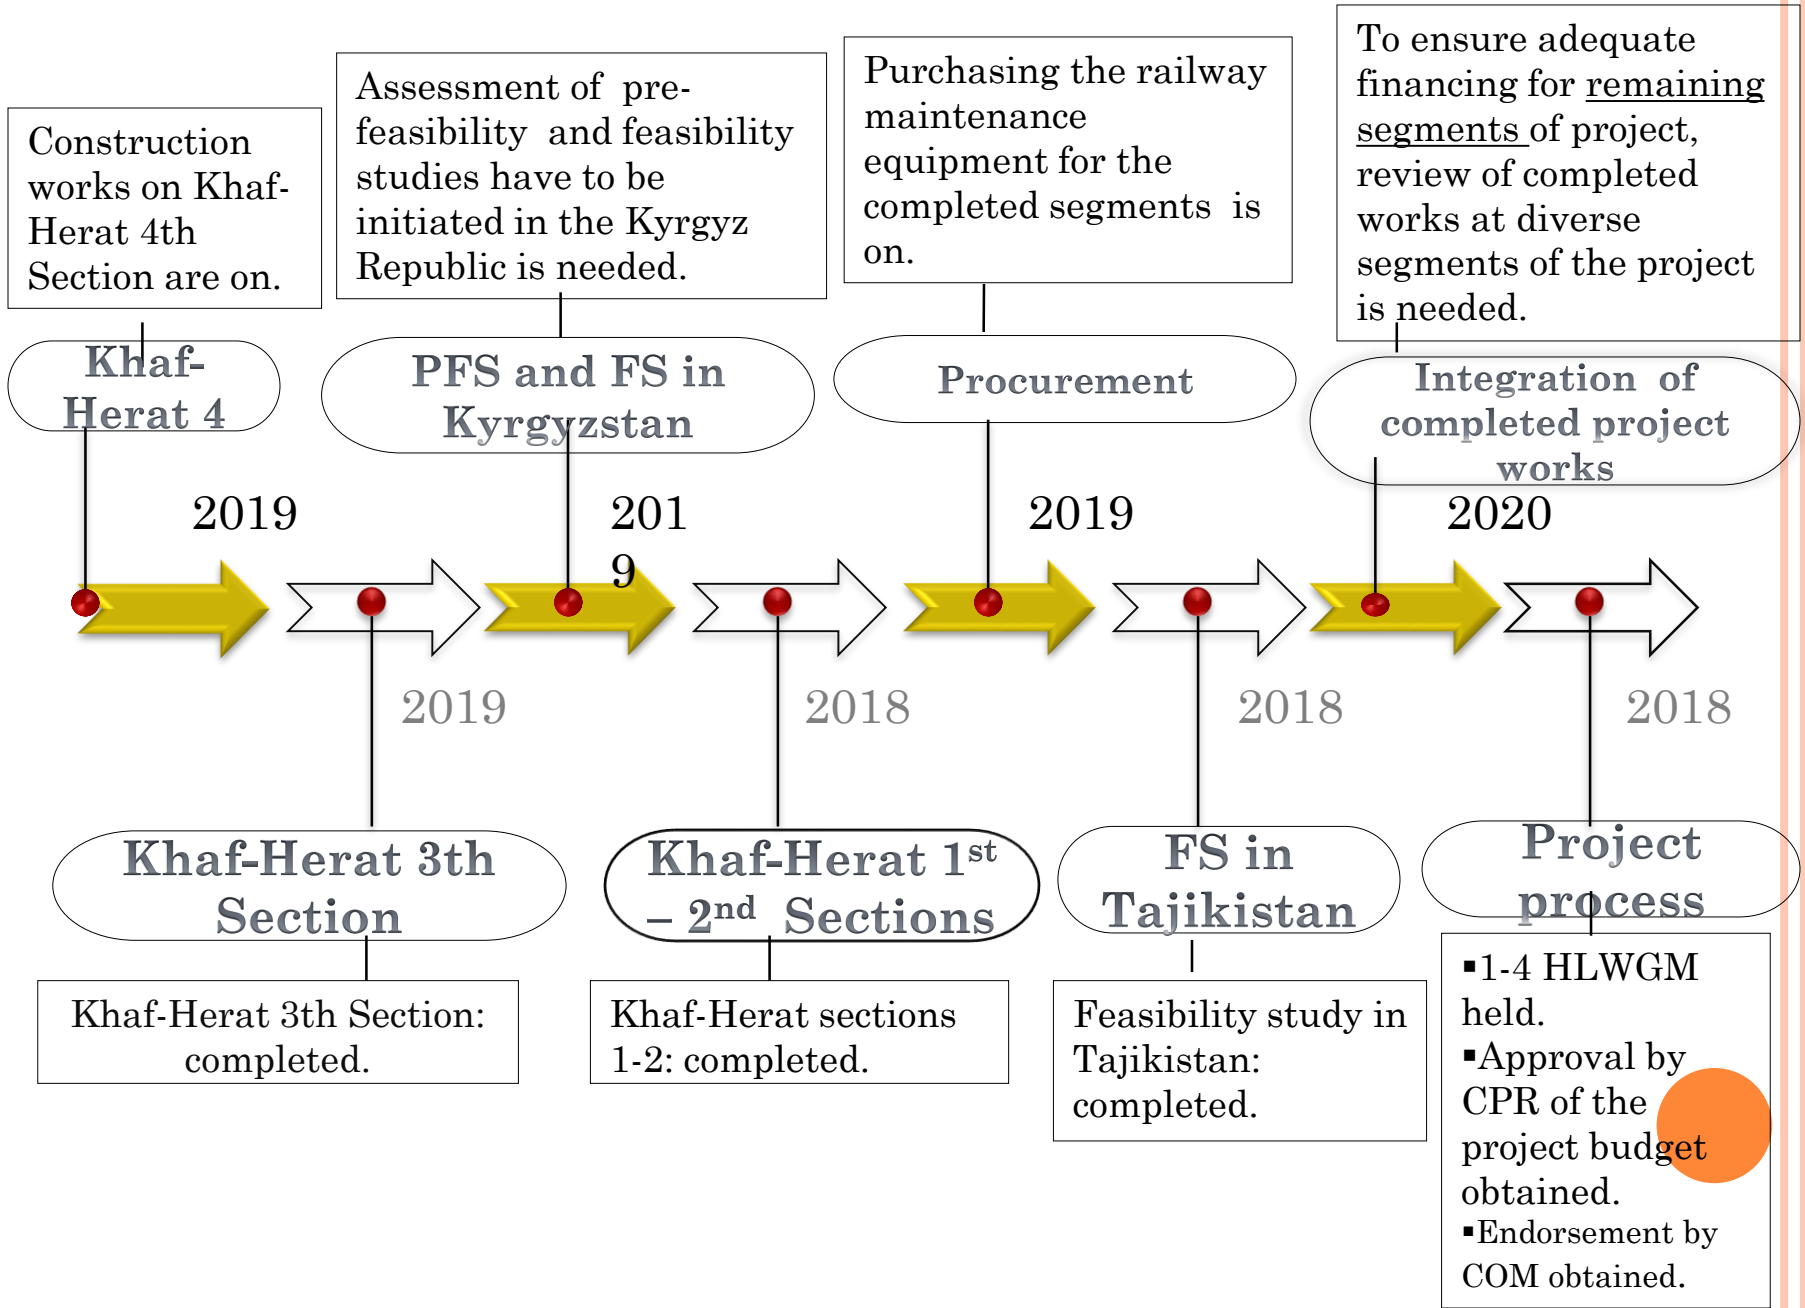 Construction
works on Khaf-
Herat 4th
Section are on.
Assessment of pre-
feasibility and feasibility
studies have to be
initiated in the Kyrgyz
Republic is needed.
Purchasing the railway
maintenance
equipment for the
completed segments is
on.
To ensure adequate
financing for remaining
segments of project,
review of completed
works at diverse
segments of the project
is needed.
Khaf-
Herat 4
PFS and FS in
Kyrgyzstan
Procurement
Integration of
completed project
works
2019
201
9
2019
2020
2019
2018
2018
2018
Khaf-Herat 3th
Section
Khaf-Herat 1st
– 2nd Sections
FS in
Tajikistan
Project
process
Khaf-Herat 3th Section:
completed.
Khaf-Herat sections
1-2: completed.
Feasibility study in
Tajikistan:
completed.
▪1-4 HLWGM
held.
▪Approval by
CPR of the
project budget
obtained.
▪Endorsement by
COM obtained.